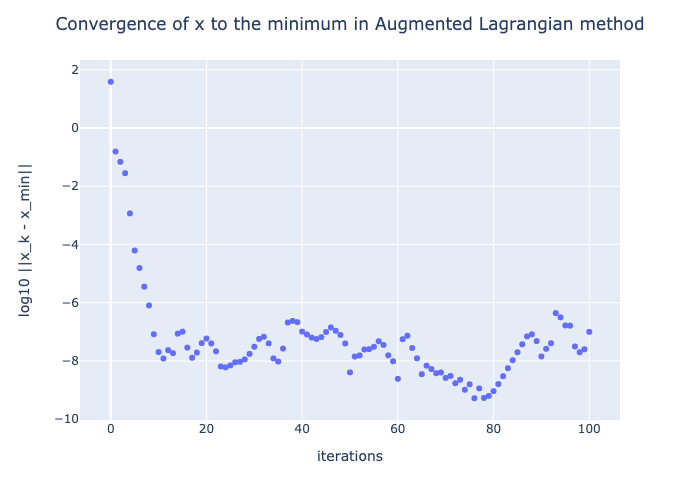 Convergence of x to the minimum in Augmented Lagrangian method
2
0
−2
−4
−6
−8
−10
0 20 40 60 80 100
iterations
log10 ||x_k - x_min||